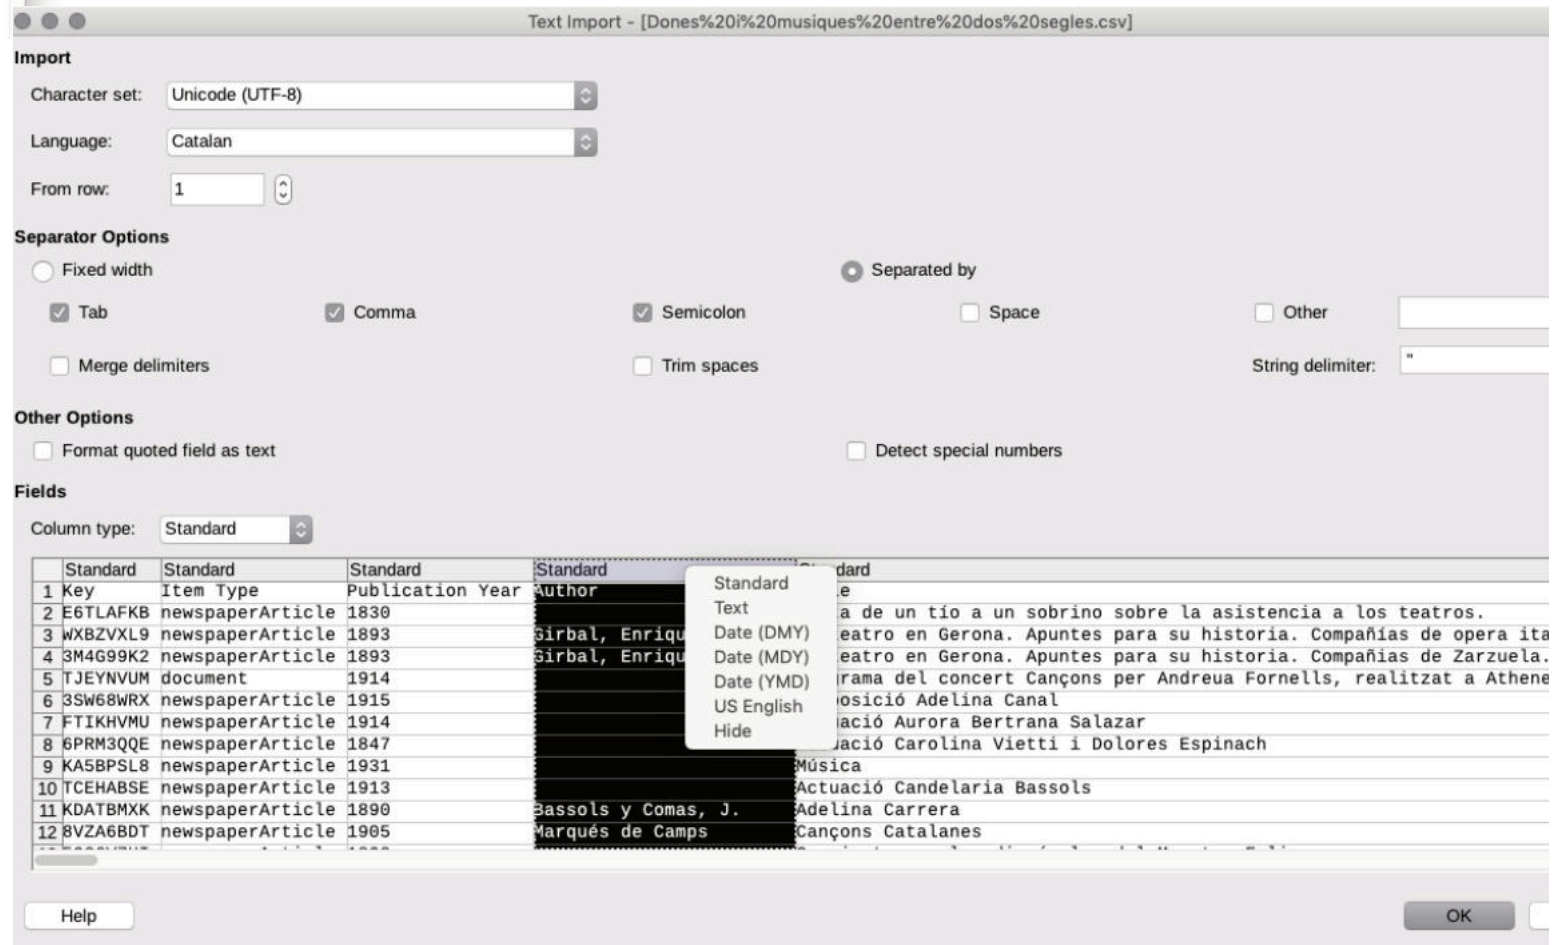 Text Import - [Dones%20i%20musiques%20entre%20dos%20segles.csv]
Import
Character set: Unicode (UTF-8)
Language: Catalan
From row: 1
Separator Options
Fixed width Separated by
Tab Comma Semicolon Space Other
Merge delimiters Trim spaces String delimiter: "
Other Options
Format quoted field as text Detect special numbers
Fields
Column type: Standard
Standard Standard Standard Standard
1 Key Item Type Publication Year Author
2 E6TLAFKB newspaperArticle 1830 de un tío a un sobrino sobre la asistencia a los teatros.
3 WXBZVXL9 newspaperArticle 1893 Girbal, Enriqu eatro en Gerona. Apuntes para su historia. Compañías de opera ita
4 3M4G99K2 newspaperArticle 1893 Girbal, Enriqu eatro en Gerona. Apuntes para su historia. Compañias de Zarzuela.
5 TJEYNVUM document 1914 grama del concert Cançons per Andreua Fornells, realitzat a Athene
6 3SW68WRX newspaperArticle 1915 osició Adelina Canal
7 FTIKHVMU newspaperArticle 1914 ació Aurora Bertrana Salazar
8 6PRM3QQE newspaperArticle 1847 ació Carolina Vietti i Dolores Espinach
9 KA5BPSL8 newspaperArticle 1931 Música
10 TCEHABSE newspaperArticle 1913 Actuació Candelaria Bassols
11 KDATBMXK newspaperArticle 1890 Bassols y Comas, J. Adelina Carrera
12 8VZA6BDT newspaperArticle 1905 Marqués de Camps Cançons Catalanes
Standard
Text
Date (DMY)
Date (MDY)
Date (YMD)
US English
Hide
Help OK